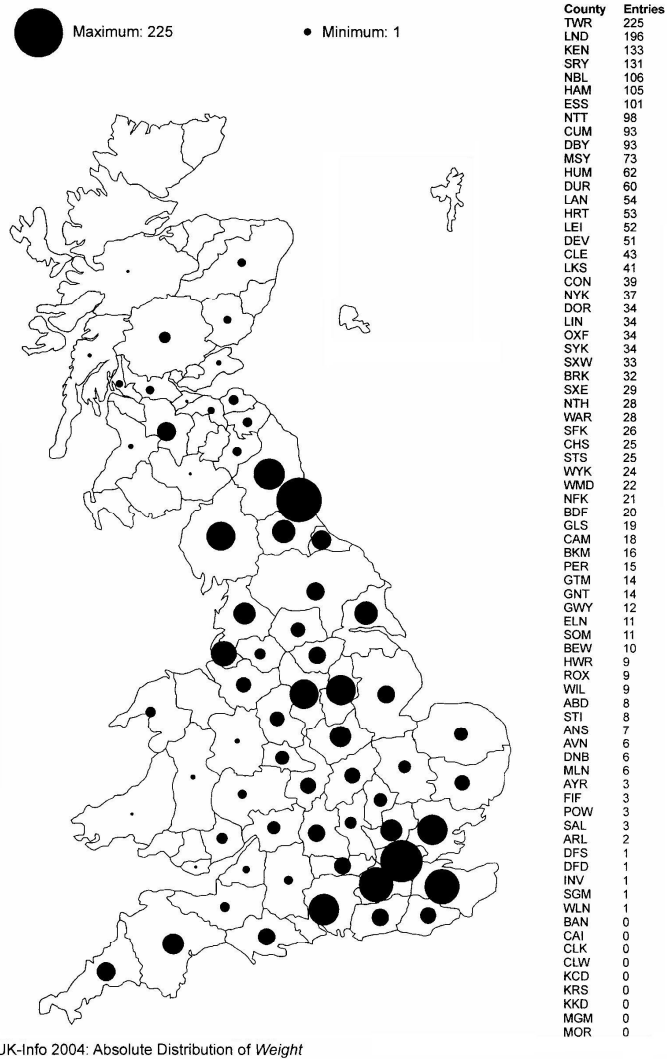 Maximum: 225
Minimum: 1
County Entries
TWR 225
LND 196
KEN 133
SRY 131
NBL 106
HAM 105
ESS 101
NTT 98
CUM 93
DBY 93
MSY 73
HUM 62
DUR 60
LAN 54
HRT 53
LEI 52
DEV 51
CLE 43
LKS 41
CON 39
NYK 37
DOR 34
LIN 34
OXF 34
SYK 34
SXW 33
BRK 32
SXE 29
NTH 28
WAR 28
SFK 26
CHS 25
STS 25
WYK 24
WMD 22
NFK 21
BDF 20
GLS 19
CAM 18
BKM 16
PER 15
GTM 14
GNT 14
GWY 12
ELN 11
SOM 11
BEW 10
HWR 9
ROX 9
WIL 9
ABD 8
STI 8
ANS 7
AVN 6
DNB 6
MLN 6
AYR 3
FIF 3
POW 3
SAL 3
ARL 2
DFS 1
DFD 1
INV 1
SGM 1
WLN 1
BAN 0
CAI 0
CLK 0
CLW 0
KCD 0
KRS 0
KKD 0
MGM 0
MOR 0
UK-Info 2004: Absolute Distribution of Weight